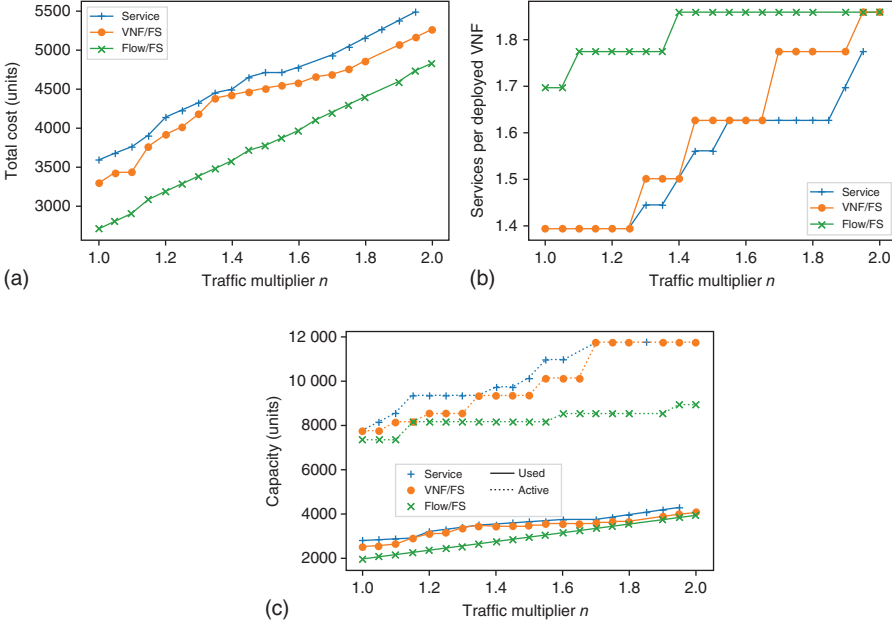 Service
VNF/FS
Flow/FS
5500
5000
4500
4000
3500
3000
Total cost (units)
1.0 1.2 1.4 1.6 1.8 2.0
Traffic multiplier n
(a)
1.8
1.7
1.6
1.5
1.4
Services per deployed VNF
Service
VNF/FS
Flow/FS
1.0 1.2 1.4 1.6 1.8 2.0
Traffic multiplier n
(b)
12 000
10 000
8000
6000
4000
2000
Capacity (units)
Service Used
VNF/FS Active
Flow/FS
1.0 1.2 1.4 1.6 1.8 2.0
Traffic multiplier n
(c)